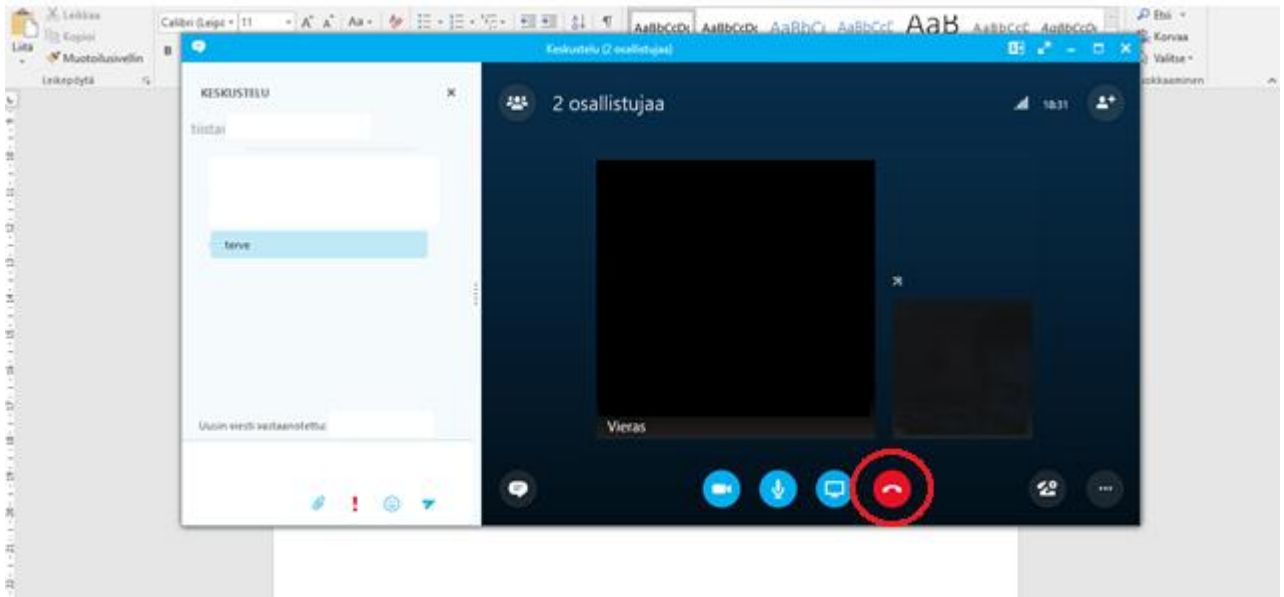 Leikkaa
Kopioi
Liitä
Muotoilusivellin
Leikepöytä
Calibri (Leipä
11
Aa
B
AaBbCcDc
AaBbCcDc
AaBbCc
AaBbCcC
AaB
AaBbCcC
AaBbCcDc
Etsi
Korvaa
Valitse
Keskustelu (2 osallistujaa)
KESKUSTELU
tiistai
terve
Uusin viesti vastaanotettu:
2 osallistujaa
18:31
Vieras